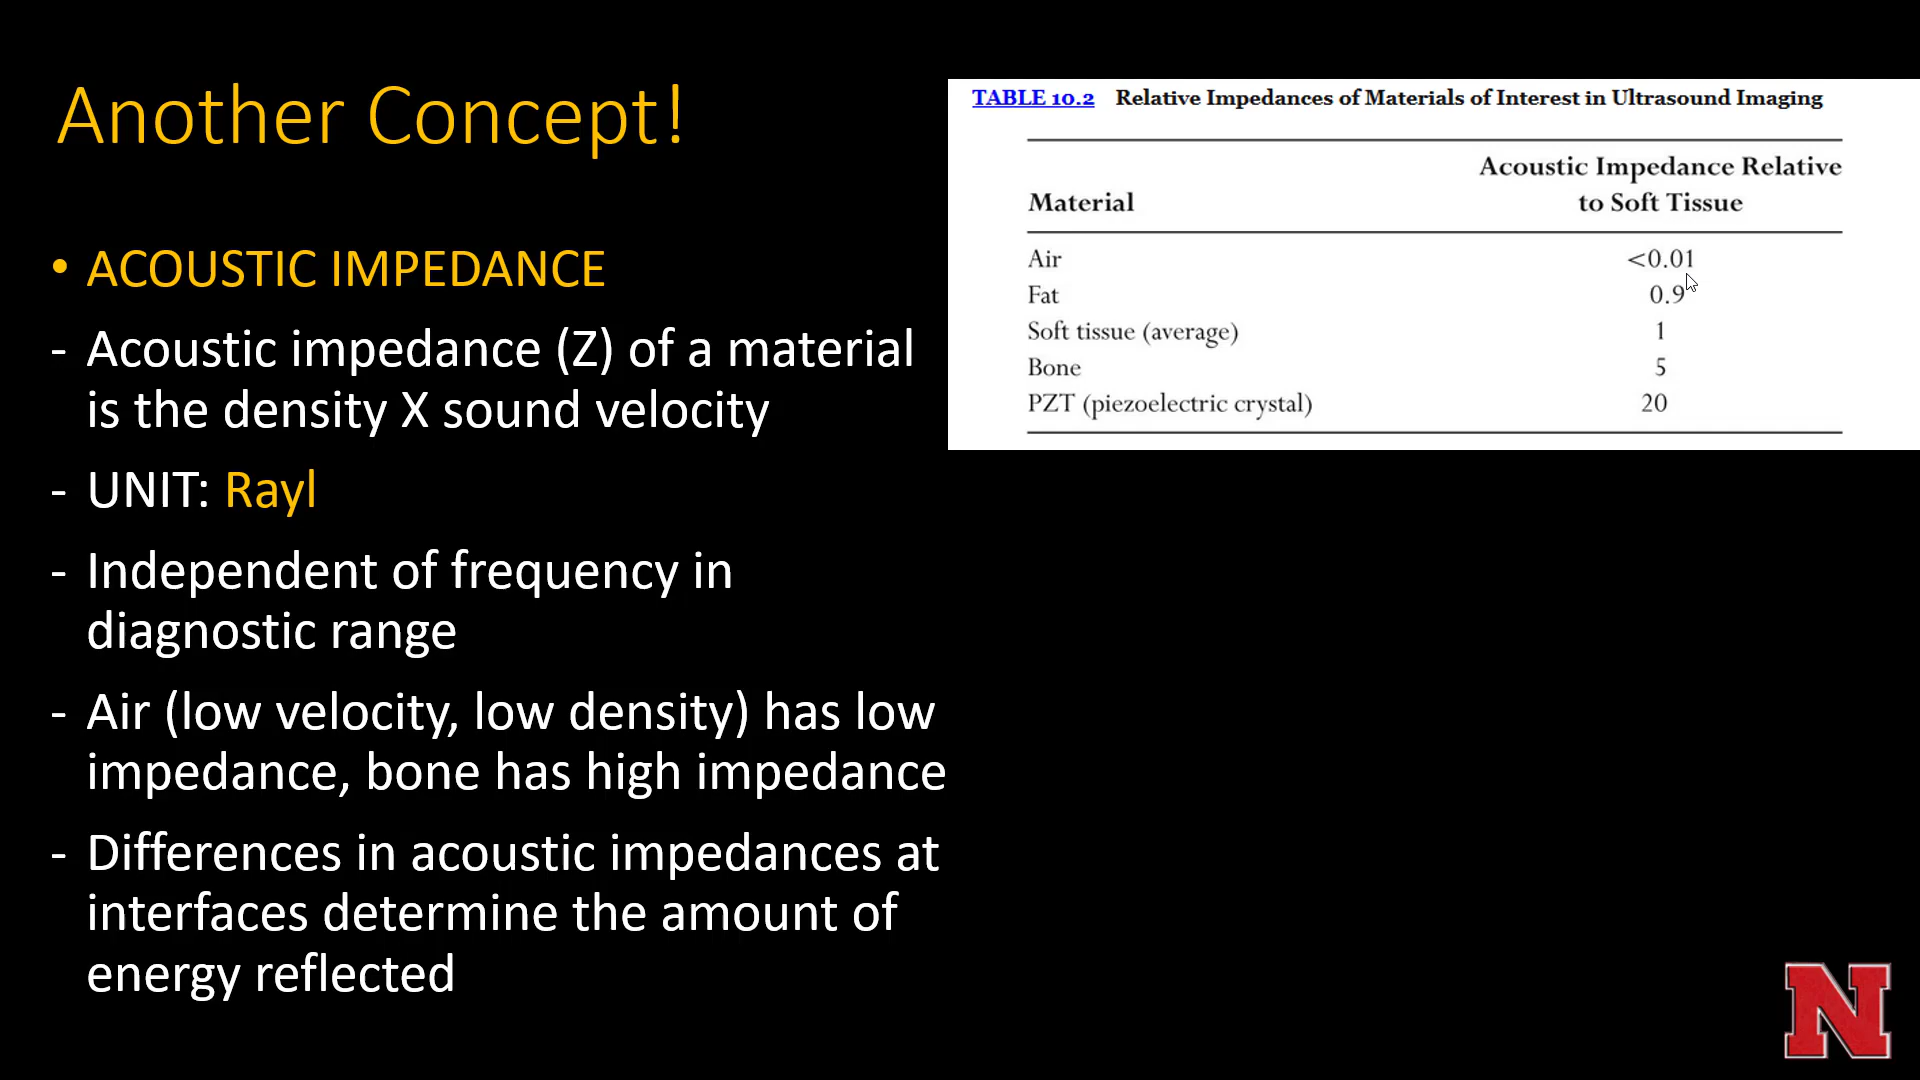 Another Concept!
• ACOUSTIC IMPEDANCE
- Acoustic impedance (Z) of a material
is the density X sound velocity
- UNIT: Rayl
- Independent of frequency in
diagnostic range
- Air (low velocity, low density) has low
impedance, bone has high impedance
- Differences in acoustic impedances at
interfaces determine the amount of
energy reflected
TABLE 10.2 Relative Impedances of Materials of Interest in Ultrasound Imaging
Acoustic Impedance Relative
Material to Soft Tissue
Air <0.01
Fat 0.9
Soft tissue (average) 1
Bone 5
PZT (piezoelectric crystal) 20
N